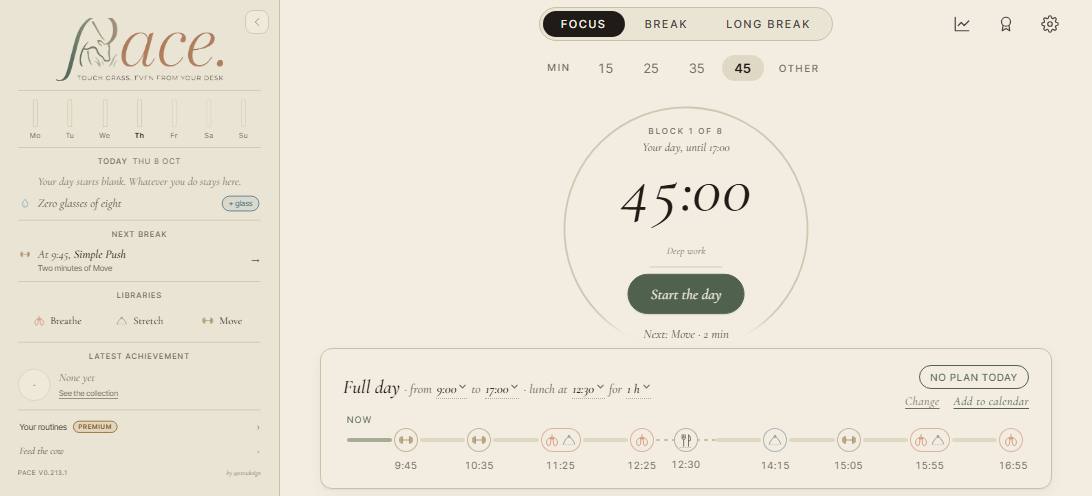 Pace.
TOUCH GRASS, EVEN FROM YOUR DESK
Mo Tu We Th Fr Sa Su
TODAY THU 8 OCT
Your day starts blank. Whatever you do stays here.
Zero glasses of eight
+ glass
NEXT BREAK
At 9:45, Simple Push
Two minutes of Move
LIBRARIES
Breathe Stretch Move
LATEST ACHIEVEMENT
None yet
See the collection
Your routines PREMIUM
Feed the cow
PACE V0.213.1
FOCUS BREAK LONG BREAK
MIN 15 25 35 45 OTHER
BLOCK 1 OF 8
Your day, until 17:00
45:00
Deep work
Start the day
Next: Move · 2 min
Full day · from 9:00 to 17:00 · lunch at 12:30 for 1 h
NO PLAN TODAY
Change Add to calendar
NOW
9:45 10:35 11:25 12:25 12:30 14:15 15:05 15:55 16:55